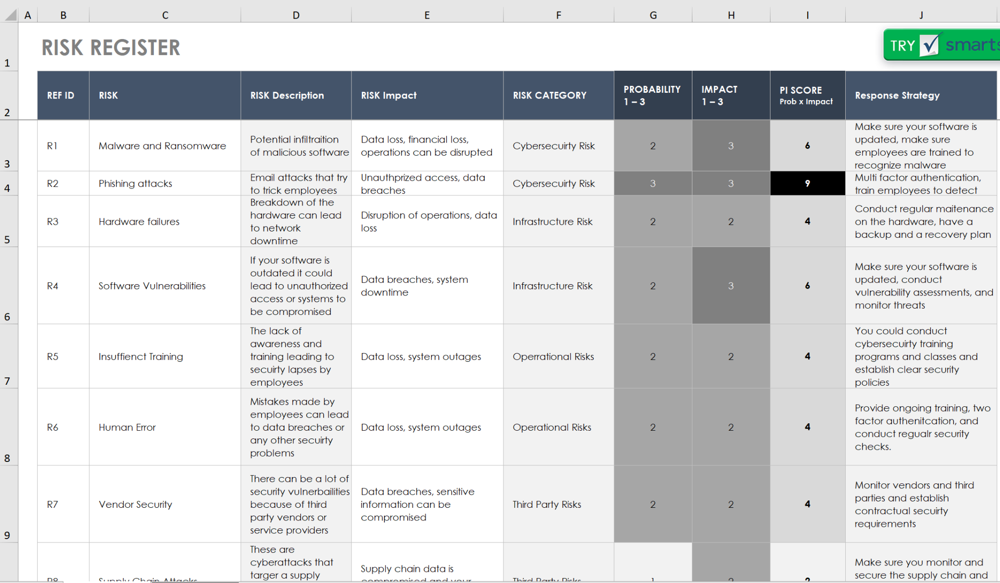 A B C D E F G H I J
1
RISK REGISTER
TRY smarts
2
REF ID
RISK
RISK Description
RISK Impact
RISK CATEGORY
PROBABILITY
1 – 3
IMPACT
1 – 3
PI SCORE
Prob x Impact
Response Strategy
3
R1
Malware and Ransomware
Potential infiltraition
of malicious software
Data loss, financial loss,
operations can be disrupted
Cybersecuirty Risk
2
3
6
Make sure your software is
updated, make sure
employees are trained to
recognize malware
4
R2
Phishing attacks
Email attacks that try
to trick employees
Unauthprized access, data
breaches
Cybersecuirty Risk
3
3
9
Multi factor authentication,
train employees to detect
5
R3
Hardware failures
Breakdown of the
hardware can lead
to network
downtime
Disruption of operations, data
loss
Infrastructure Risk
2
2
4
Conduct regular maitenance
on the hardware, have a
backup and a recovery plan
6
R4
Software Vulnerabilities
If your software is
outdated it could
lead to unauthorized
access or systems to
be compromised
Data breaches, system
downtime
Infrastructure Risk
2
3
6
Make sure your software is
updated, conduct
vulnerability assessments, and
monitor threats
7
R5
Insuffienct Training
The lack of
awareness and
training leading to
secuirty lapses by
employees
Data loss, system outages
Operrational Risks
2
2
4
You could conduct
cybersecuirty training
programs and classes and
establish clear security
policies
8
R6
Human Error
Mistakes made by
employees can lead
to data breaches or
any other secuirty
problems
Data loss, system outages
Operational Risks
2
2
4
Provide ongoing training, two
factor authenitcation, and
conduct regualr security
checks.
9
R7
Vendor Security
There can be a lot of
security vulnerbailities
because of third
party vendors or
service providers
Data breaches, sensitive
information can be
compromised
Third Party Risks
2
2
4
Monitor vendors and third
parties and establish
contractual secuirty
requirements
R8
Supply Chain Attacks
These are
cyberattacks that
targer a supply
Supply chain data is
compromised and your
Third Party Risks
1
2
2
Make sure you monitor and
secure the supply chain and